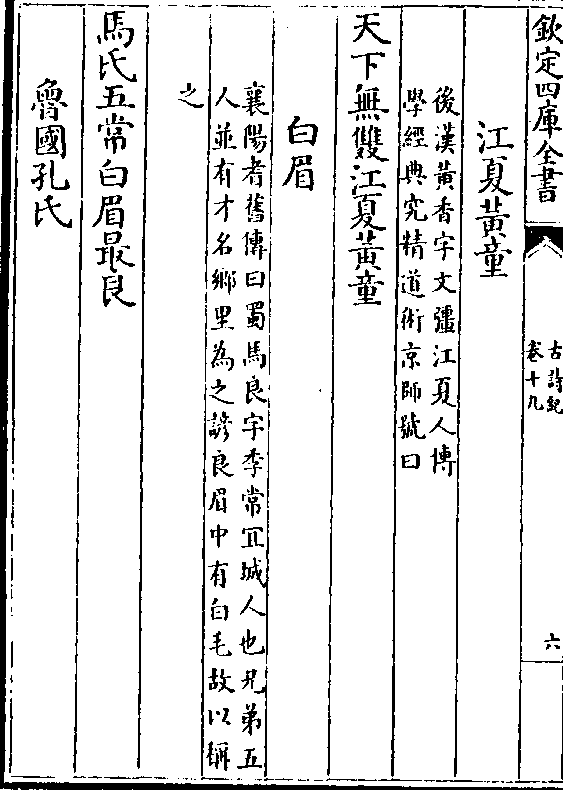 欽定四庫全書
古詩紀
卷十九
六
江夏黃童
後漢黃香字文彊江夏人博
學經典究精道術京師號曰
天下無雙江夏黃童
白眉
襄陽耆舊傳曰蜀馬良字季常宜城人也兄弟五
人並有才名鄉里為之諺良眉中有白毛故以稱
之
馬氏五常白眉最良
魯國孔氏